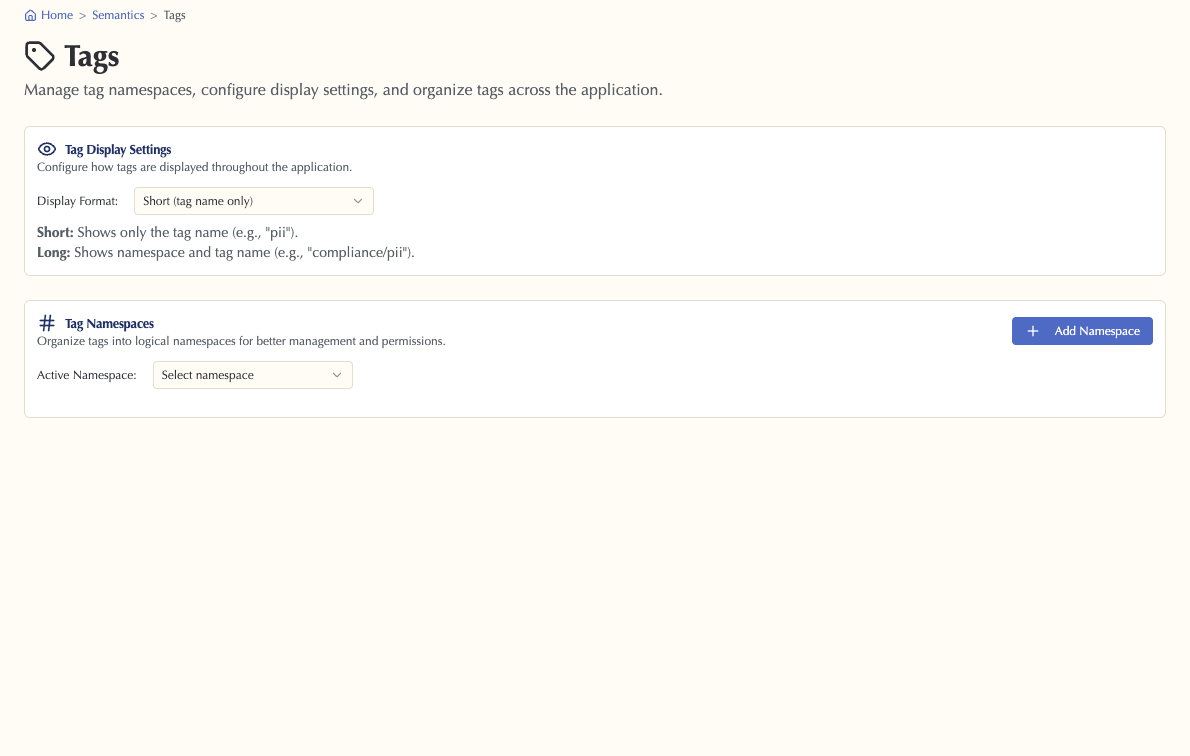 Home > Semantics > Tags
Tags
Manage tag namespaces, configure display settings, and organize tags across the application.
Tag Display Settings
Configure how tags are displayed throughout the application.
Display Format: Short (tag name only)
Short: Shows only the tag name (e.g., "pii").
Long: Shows namespace and tag name (e.g., "compliance/pii").
Tag Namespaces
Organize tags into logical namespaces for better management and permissions.
Add Namespace
Active Namespace: Select namespace